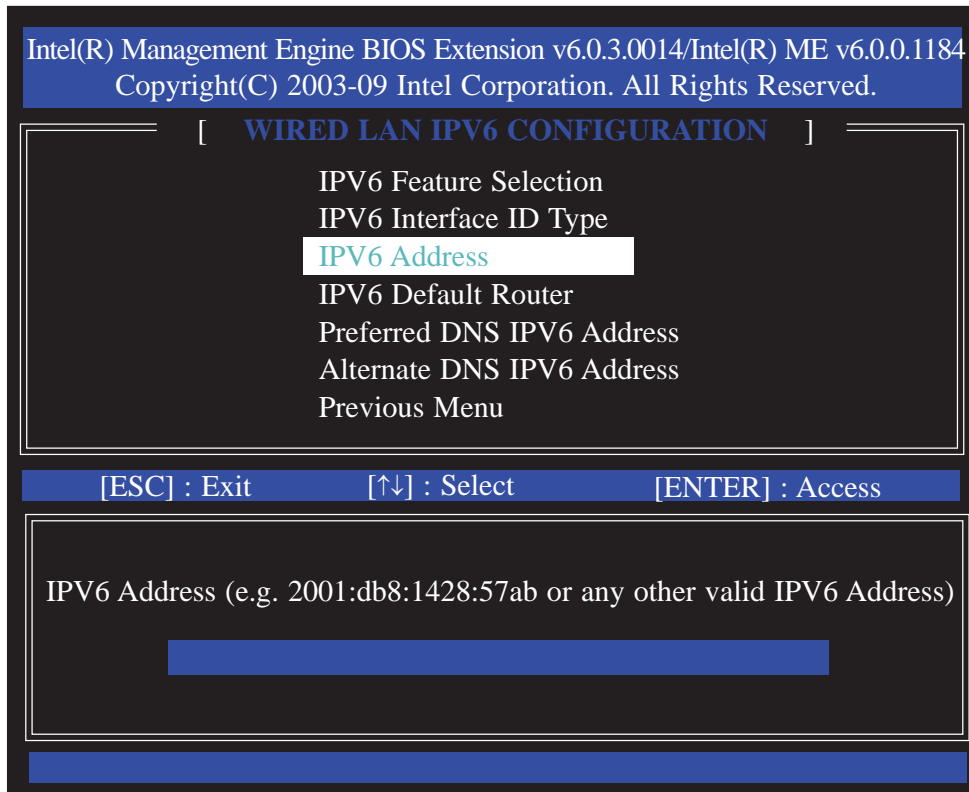 Intel(R) Management Engine BIOS Extension v6.0.3.0014/Intel(R) ME v6.0.0.1184
Copyright(C) 2003-09 Intel Corporation. All Rights Reserved.
[ WIRED LAN IPV6 CONFIGURATION ]
IPV6 Feature Selection
IPV6 Interface ID Type
IPV6 Address
IPV6 Default Router
Preferred DNS IPV6 Address
Alternate DNS IPV6 Address
Previous Menu
[ESC] : Exit [↑↓] : Select [ENTER] : Access
IPV6 Address (e.g. 2001:db8:1428:57ab or any other valid IPV6 Address)